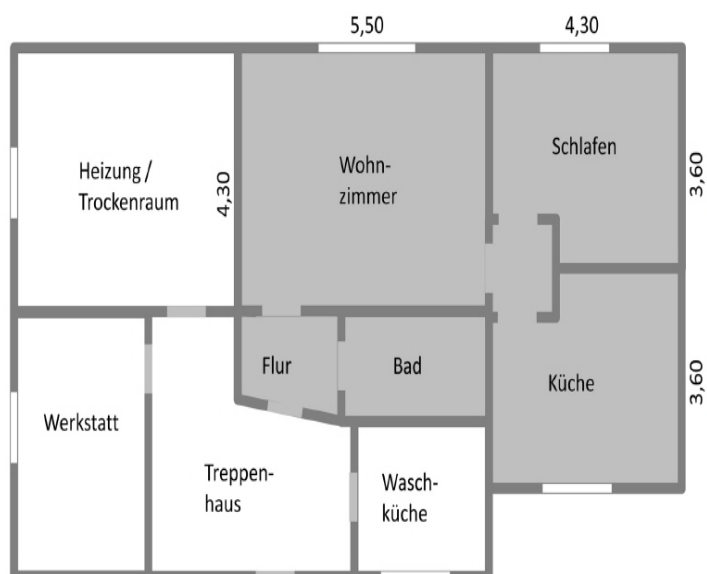 5,50
4,30
Heizung /
Trockenraum
4,30
Wohn-
zimmer
Schlafen
3,60
Flur
Bad
Küche
3,60
Werkstatt
Treppen-
haus
Wasch-
küche